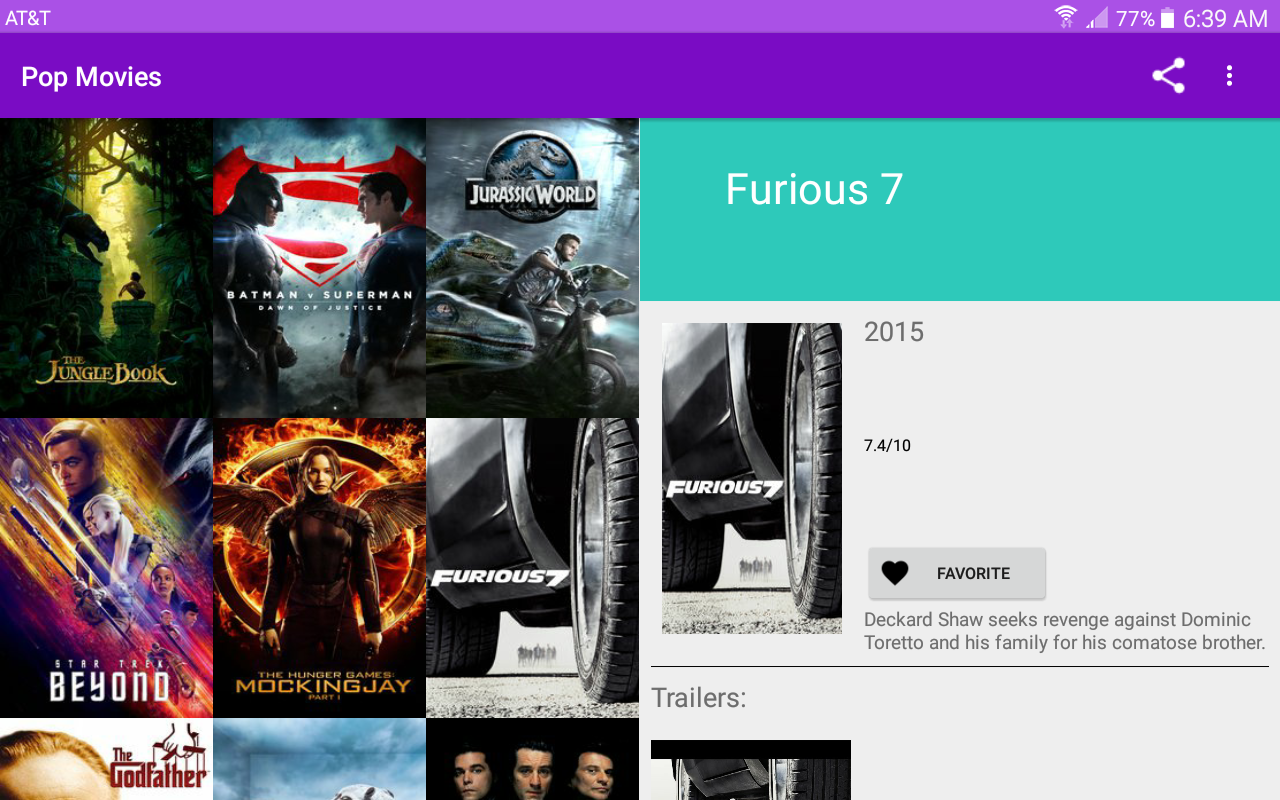 AT&T
77%
6:39 AM
Pop Movies
JURASSIC WORLD
BATMAN V SUPERMAN
DAWN OF JUSTICE
THE
JUNGLE BOOK
STAR TREK
BEYOND
THE HUNGER GAMES:
MOCKINGJAY
PART 1
FURIOUS 7
The
Godfather
Furious 7
2015
7.4/10
FURIOUS 7
FAVORITE
Deckard Shaw seeks revenge against Dominic
Toretto and his family for his comatose brother.
Trailers: